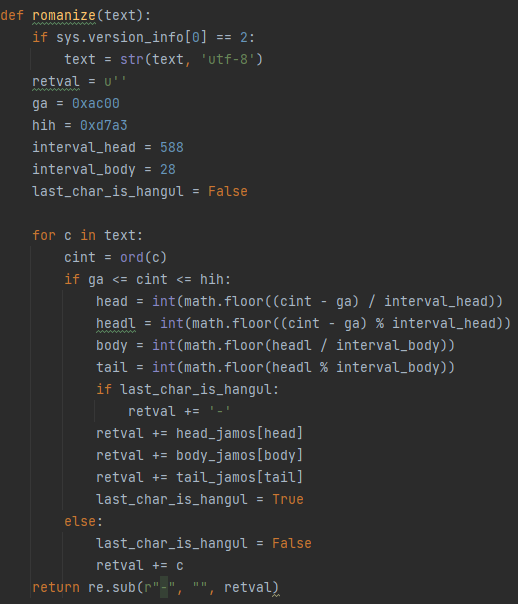 def romanize(text):
    if sys.version_info[0] == 2:
        text = str(text, 'utf-8')
    retval = u''
    ga = 0xac00
    hih = 0xd7a3
    interval_head = 588
    interval_body = 28
    last_char_is_hangul = False

    for c in text:
        cint = ord(c)
        if ga <= cint <= hih:
            head = int(math.floor((cint - ga) / interval_head))
            headl = int(math.floor((cint - ga) % interval_head))
            body = int(math.floor(headl / interval_body))
            tail = int(math.floor(headl % interval_body))
            if last_char_is_hangul:
                retval += '-'
            retval += head_jamos[head]
            retval += body_jamos[body]
            retval += tail_jamos[tail]
            last_char_is_hangul = True
        else:
            last_char_is_hangul = False
            retval += c
    return re.sub(r"-", "", retval)